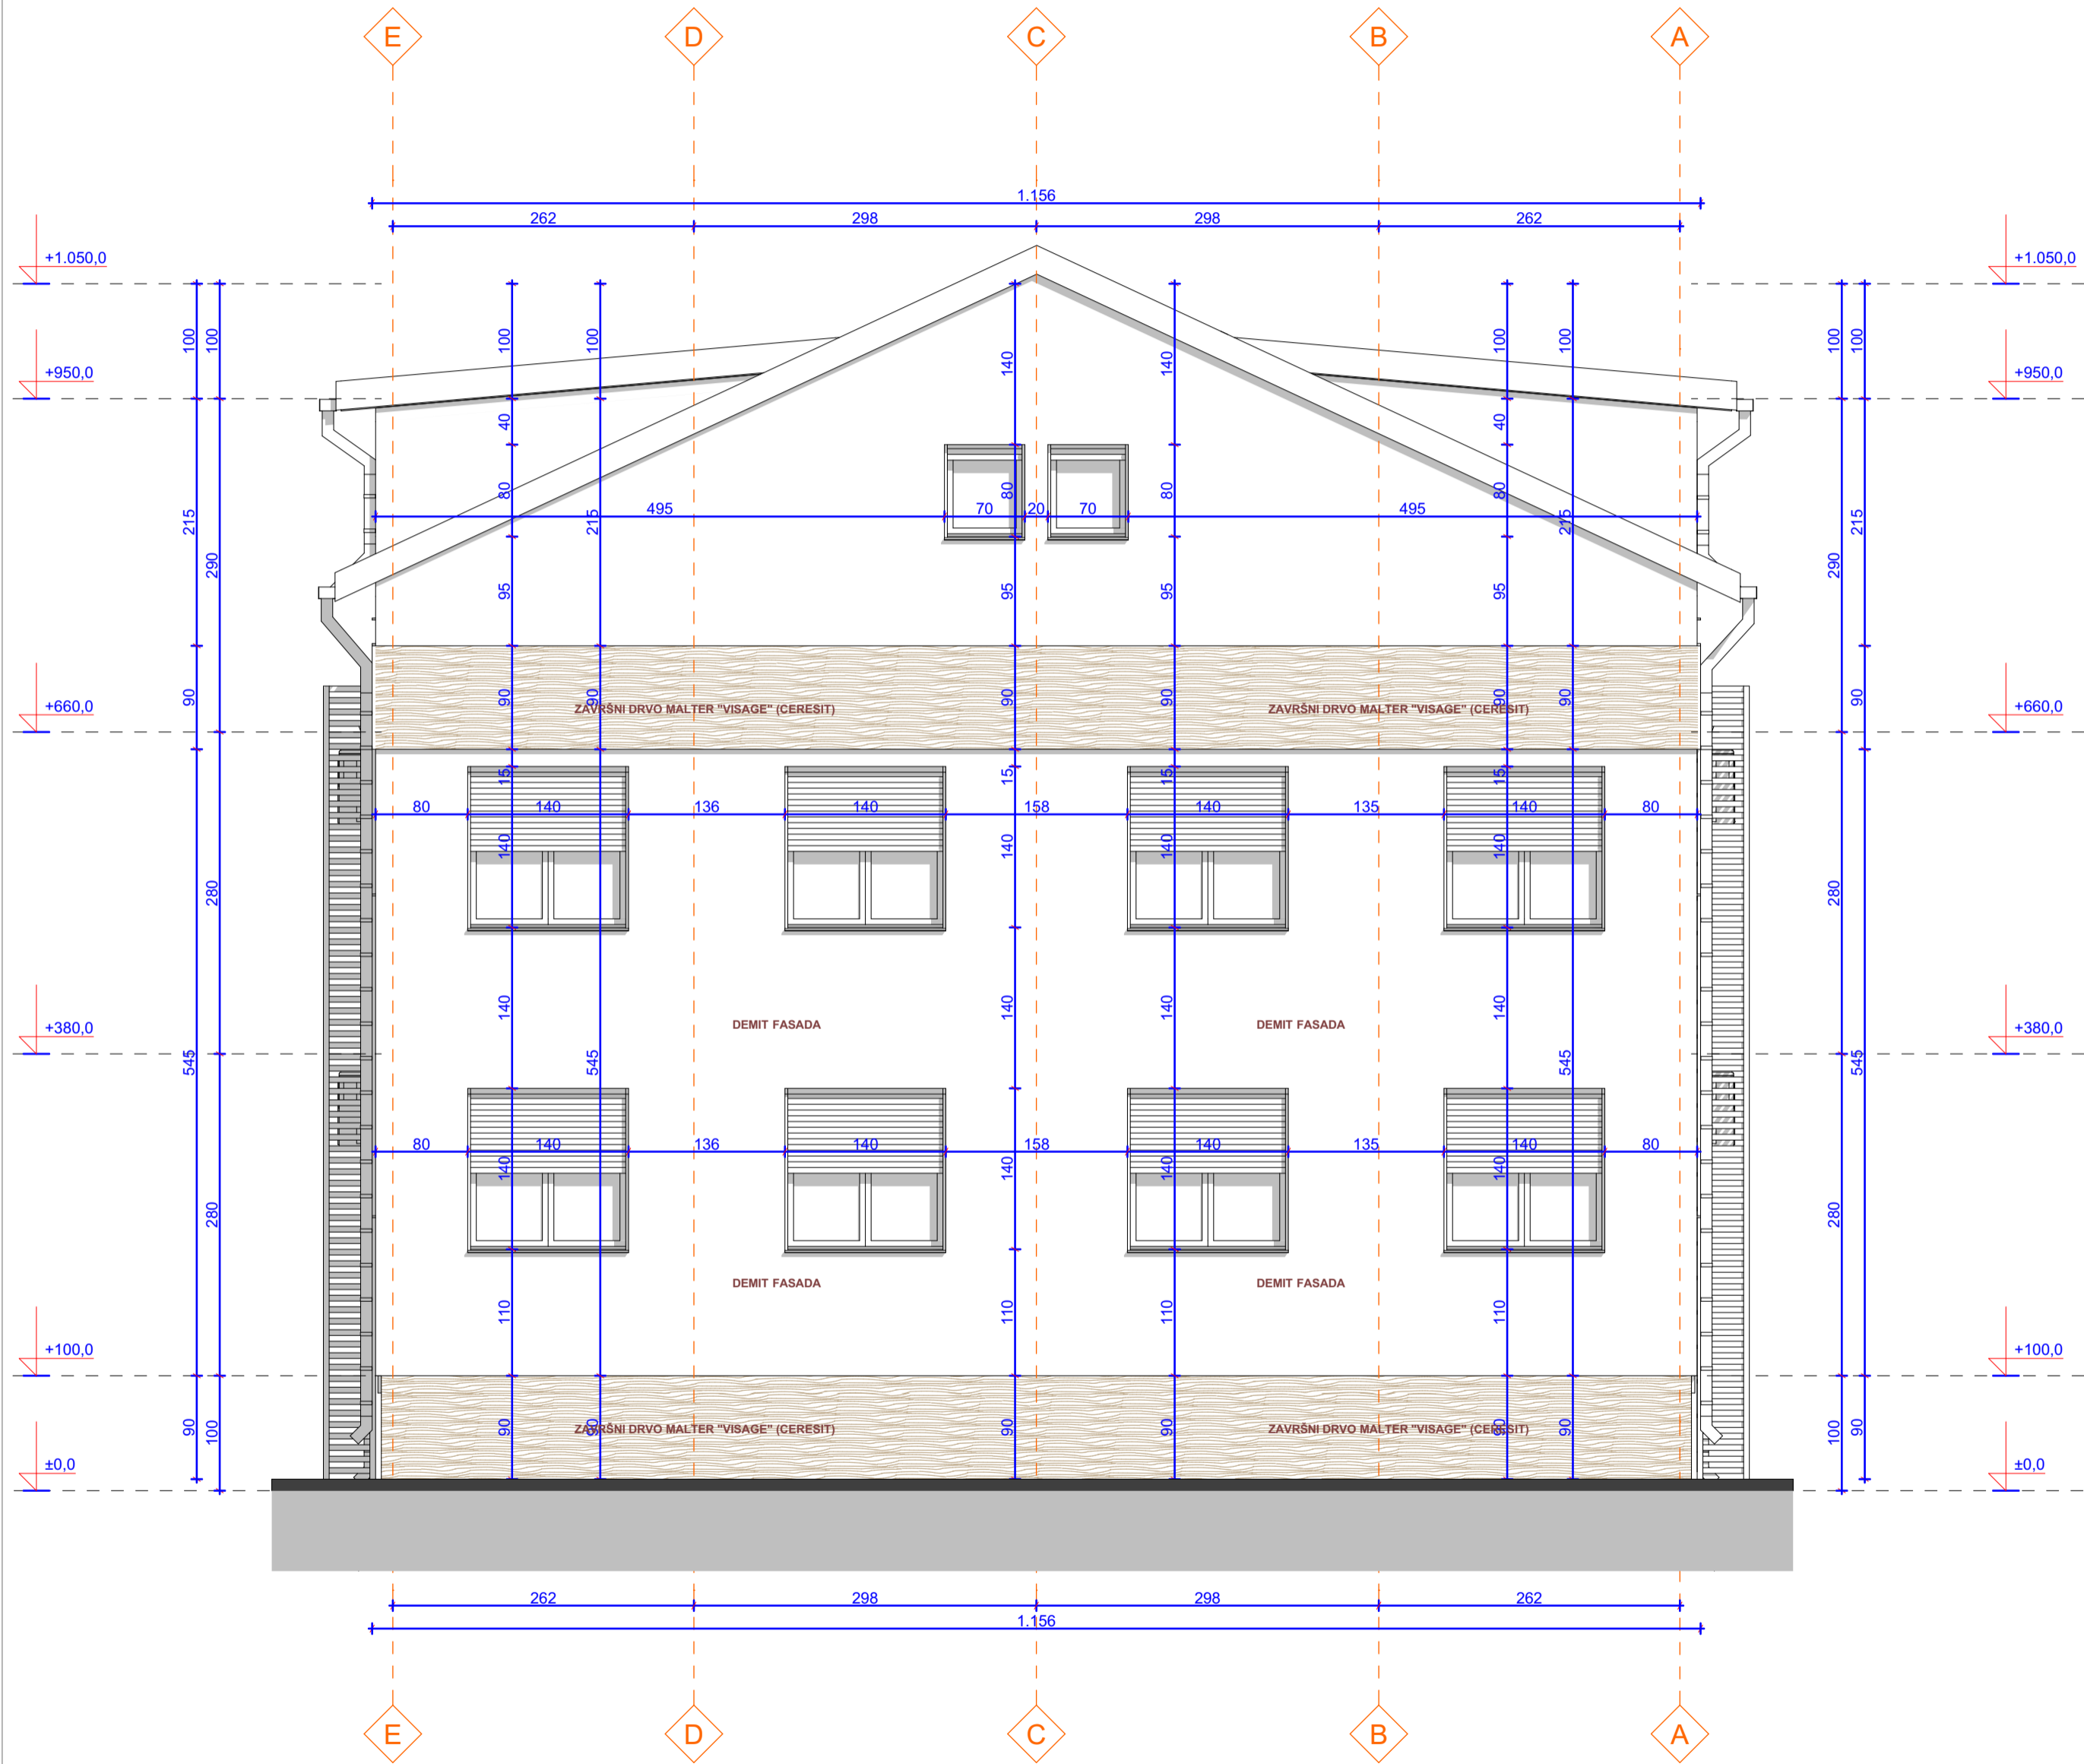 E D C B A
1.156
262 298 298 262
+1.050,0 +1.050,0
100 100 100 100 140 140 100 100 100 100
+950,0 +950,0
40 40
215 290 80 215 80 80 80 215 290 215
495 70 20 70 495
95 95 95 95
90 90 90 90 90 90 90 90
ZAVRŠNI DRVO MALTER "VISAGE" (CERESIT) ZAVRŠNI DRVO MALTER "VISAGE" (CERESIT)
+660,0 +660,0
15 15 15 15
80 140 136 140 158 140 135 140 80
140 140 140 140
280 280
140 140 140 140
DEMIT FASADA DEMIT FASADA
+380,0 +380,0
545 545 545 545
80 140 136 140 158 140 135 140 80
140 140 140 140
280 280
DEMIT FASADA DEMIT FASADA
110 110 110 110
+100,0 +100,0
90 100 90 90 90 90 90 90 100 90
ZAVRŠNI DRVO MALTER "VISAGE" (CERESIT) ZAVRŠNI DRVO MALTER "VISAGE" (CERESIT)
±0,0 ±0,0
262 298 298 262
1.156
E D C B A